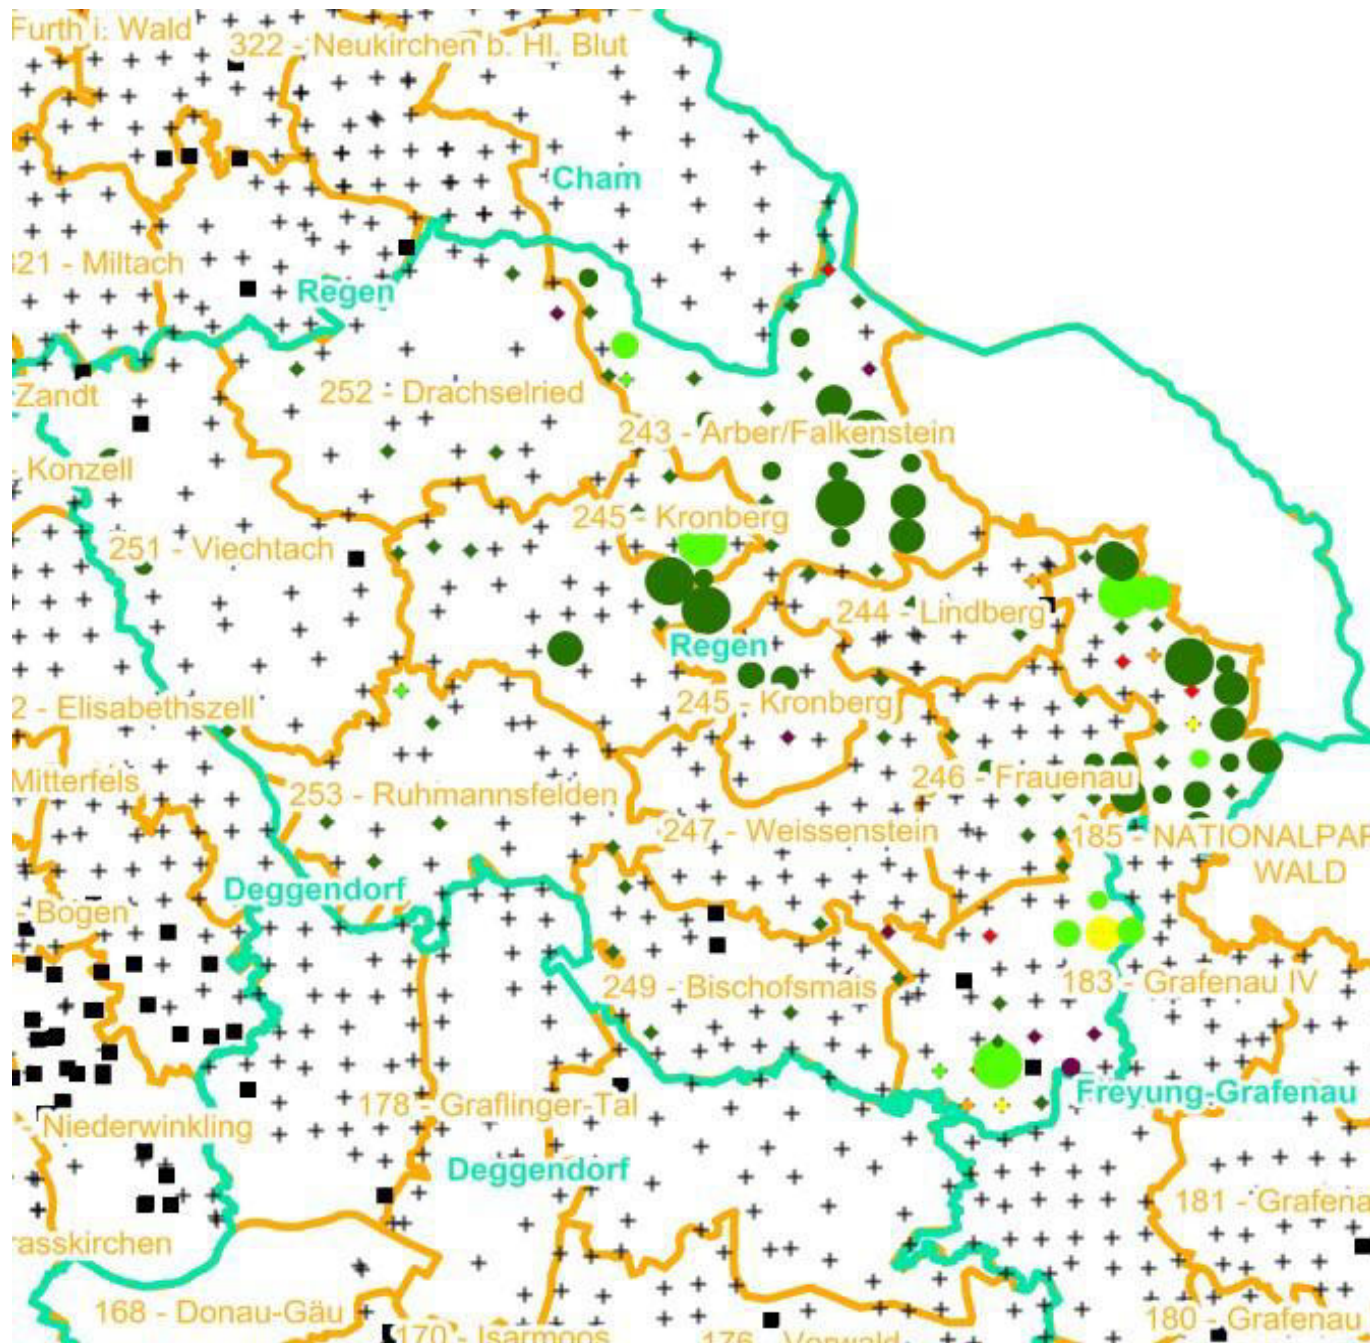 Furth i. Wald
322 - Neukirchen b. Hl. Blut
Cham
321 - Miltach
Regen
Zandt
252 - Drachselried
243 - Arber/Falkenstein
- Konzell
245 - Kronberg
251 - Viechtach
244 - Lindberg
Regen
2 - Elisabethszell
245 - Kronberg
Mitterfels
246 - Frauenau
253 - Ruhmannsfelden
247 - Weissenstein
185 - NATIONALPAR
WALD
Deggendorf
- Bogen
249 - Bischofsmais
183 - Grafenau IV
Freyung-Grafenau
178 - Graflinger-Tal
- Niederwinkling
Deggendorf
181 - Grafena
rasskirchen
168 - Donau-Gäu
170 - Isarmoos
176 - Vorwald
180 - Grafenau